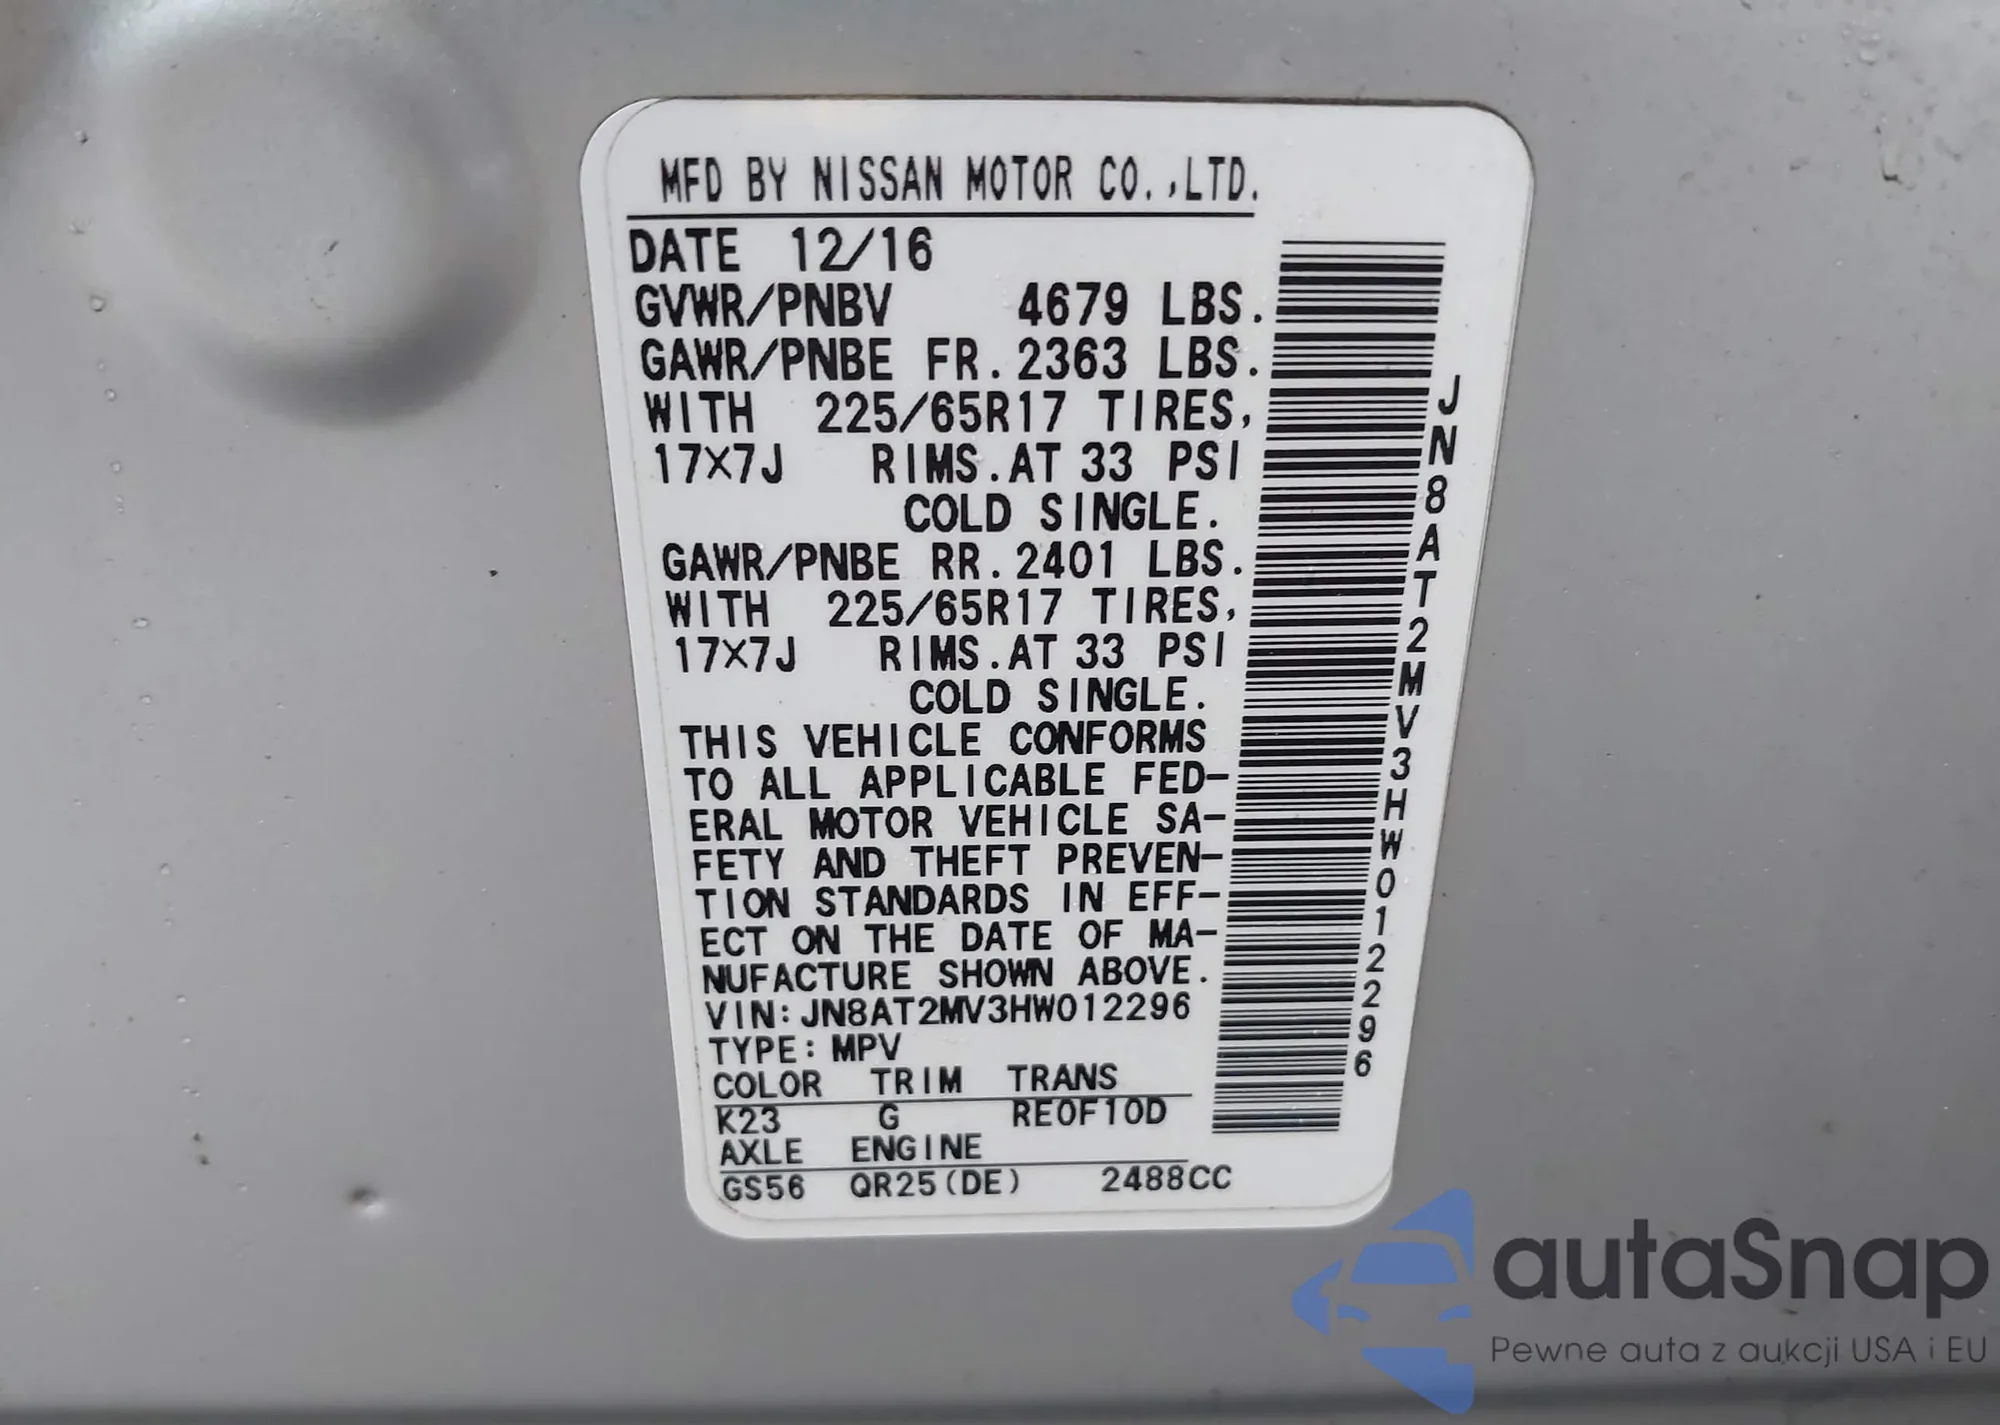 MFD BY NISSAN MOTOR CO.,LTD.
DATE 12/16
GVWR/PNBV 4679 LBS.
GAWR/PNBE FR. 2363 LBS.
WITH 225/65R17 TIRES,
17×7J RIMS. AT 33 PSI
COLD SINGLE.
GAWR/PNBE RR. 2401 LBS.
WITH 225/65R17 TIRES,
17×7J RIMS. AT 33 PSI
COLD SINGLE.
THIS VEHICLE CONFORMS
TO ALL APPLICABLE FED-
ERAL MOTOR VEHICLE SA-
FETY AND THEFT PREVEN-
TION STANDARDS IN EFF-
ECT ON THE DATE OF MA-
NUFACTURE SHOWN ABOVE.
VIN: JN8AT2MV3HW012296
TYPE: MPV
COLOR TRIM TRANS
K23 G RE0F10D
AXLE ENGINE
GS56 QR25(DE) 2488CC
JN8AT2MV3HW012296
autaSnap
Pewne auta z aukcji USA i EU